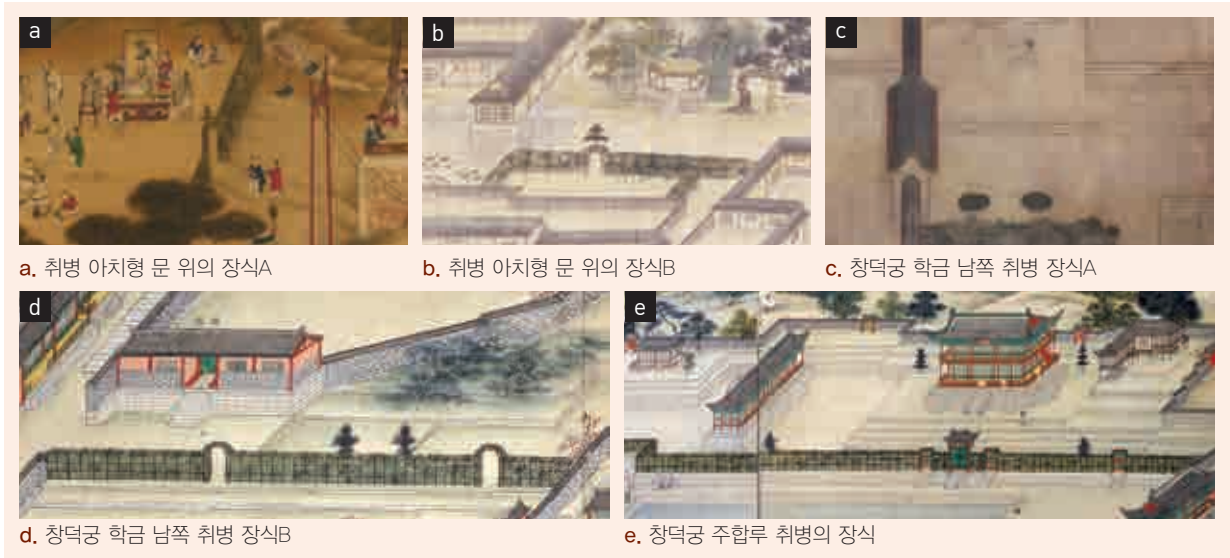 a
b
c
a. 취병 아치형 문 위의 장식A
b. 취병 아치형 문 위의 장식B
c. 창덕궁 학금 남쪽 취병 장식A
d
e
d. 창덕궁 학금 남쪽 취병 장식B
e. 창덕궁 주합루 취병의 장식